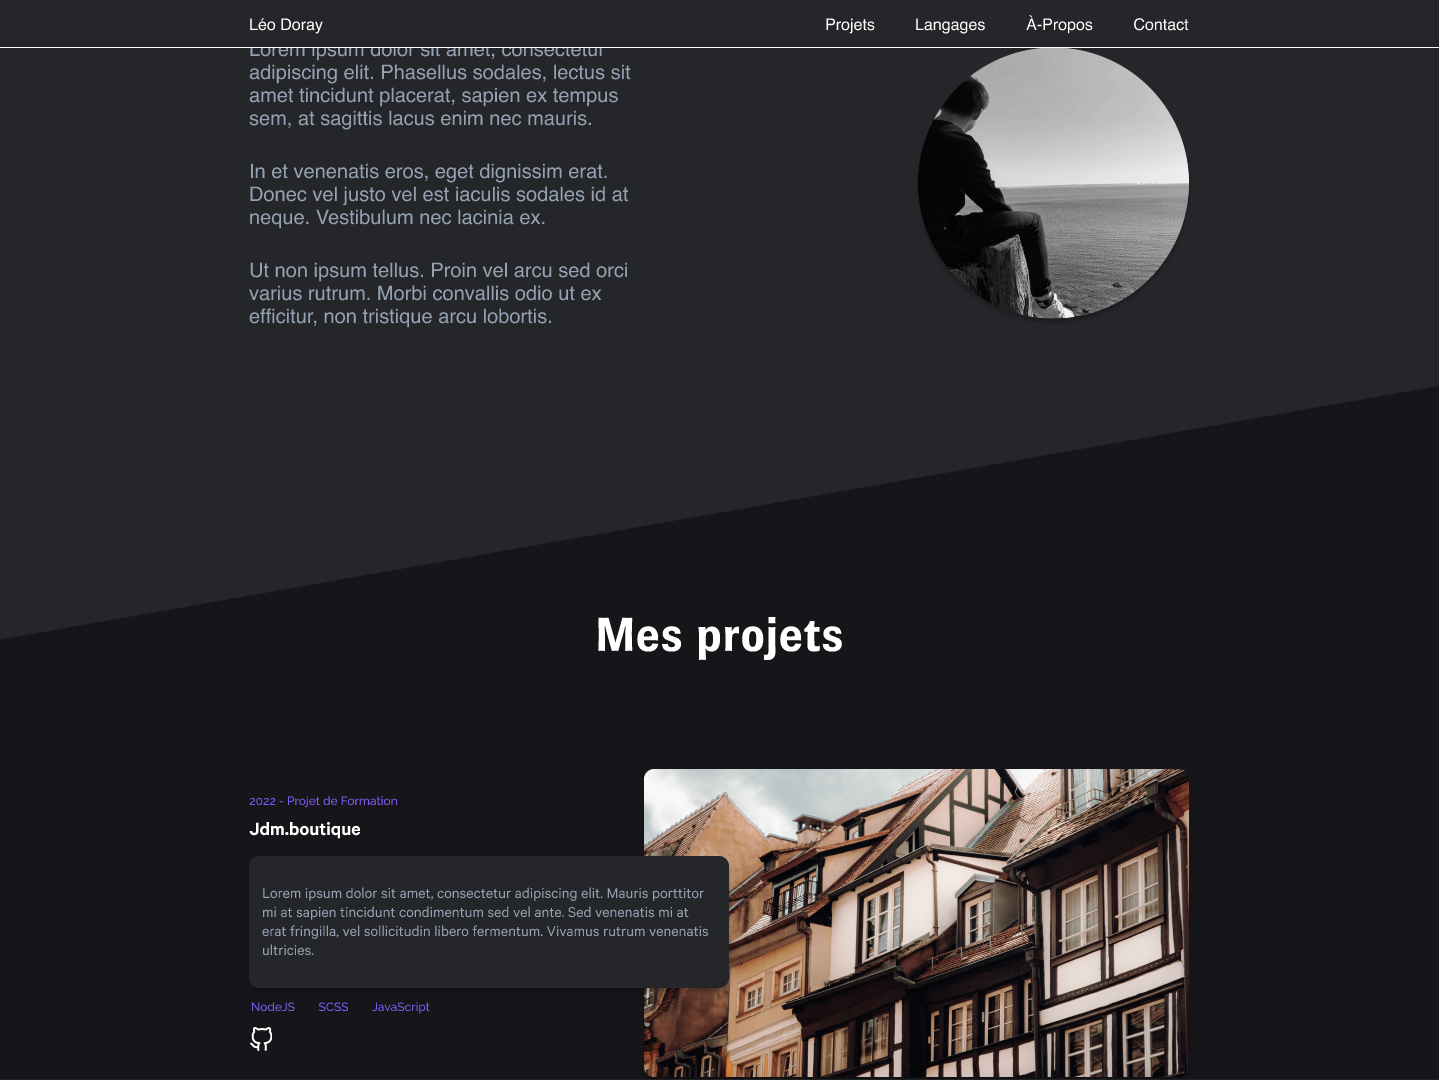 Léo Doray
Projets Langages À-Propos Contact
Lorem ipsum dolor sit amet, consectetur
adipiscing elit. Phasellus sodales, lectus sit
amet tincidunt placerat, sapien ex tempus
sem, at sagittis lacus enim nec mauris.
In et venenatis eros, eget dignissim erat.
Donec vel justo vel est iaculis sodales id at
neque. Vestibulum nec lacinia ex.
Ut non ipsum tellus. Proin vel arcu sed orci
varius rutrum. Morbi convallis odio ut ex
efficitur, non tristique arcu lobortis.
Mes projets
2022 - Projet de Formation
Jdm.boutique
Lorem ipsum dolor sit amet, consectetur adipiscing elit. Mauris porttitor
mi at sapien tincidunt condimentum sed vel ante. Sed venenatis mi at
erat fringilla, vel sollicitudin libero fermentum. Vivamus rutrum venenatis
ultricies.
NodeJS SCSS JavaScript